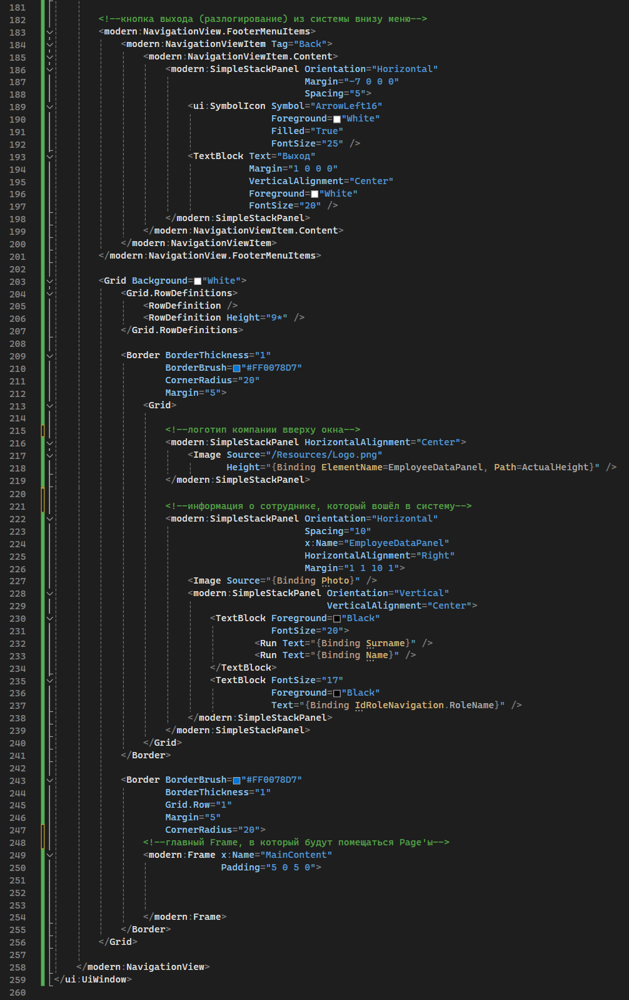 181
182 <!--кнопка выхода (разлогирование) из системы внизу меню-->
183 <modern:NavigationView.FooterMenuItems>
184 <modern:NavigationViewItem Tag="Back">
185 <modern:NavigationViewItem.Content>
186 <modern:SimpleStackPanel Orientation="Horizontal"
187 Margin="-7 0 0 0"
188 Spacing="5">
189 <ui:SymbolIcon Symbol="ArrowLeft16"
190 Foreground="White"
191 Filled="True"
192 FontSize="25" />
193 <TextBlock Text="Выход"
194 Margin="1 0 0 0"
195 VerticalAlignment="Center"
196 Foreground="White"
197 FontSize="20" />
198 </modern:SimpleStackPanel>
199 </modern:NavigationViewItem.Content>
200 </modern:NavigationViewItem>
201 </modern:NavigationView.FooterMenuItems>
202
203 <Grid Background="White">
204 <Grid.RowDefinitions>
205 <RowDefinition />
206 <RowDefinition Height="9*" />
207 </Grid.RowDefinitions>
208
209 <Border BorderThickness="1"
210 BorderBrush="#FF0078D7"
211 CornerRadius="20"
212 Margin="5">
213 <Grid>
214
215 <!--логотип компании вверху окна-->
216 <modern:SimpleStackPanel HorizontalAlignment="Center">
217 <Image Source="/Resources/Logo.png"
218 Height="{Binding ElementName=EmployeeDataPanel, Path=ActualHeight}" />
219 </modern:SimpleStackPanel>
220
221 <!--информация о сотруднике, который вошёл в систему-->
222 <modern:SimpleStackPanel Orientation="Horizontal"
223 Spacing="10"
224 x:Name="EmployeeDataPanel"
225 HorizontalAlignment="Right"
226 Margin="1 1 10 1">
227 <Image Source="{Binding Photo}" />
228 <modern:SimpleStackPanel Orientation="Vertical"
229 VerticalAlignment="Center">
230 <TextBlock Foreground="Black"
231 FontSize="20">
232 <Run Text="{Binding Surname}" />
233 <Run Text="{Binding Name}" />
234 </TextBlock>
235 <TextBlock FontSize="17"
236 Foreground="Black"
237 Text="{Binding IdRoleNavigation.RoleName}" />
238 </modern:SimpleStackPanel>
239 </modern:SimpleStackPanel>
240 </Grid>
241 </Border>
242
243 <Border BorderBrush="#FF0078D7"
244 BorderThickness="1"
245 Grid.Row="1"
246 Margin="5"
247 CornerRadius="20">
248 <!--главный Frame, в который будут помещаться Page'ы-->
249 <modern:Frame x:Name="MainContent"
250 Padding="5 0 5 0">
251
252
253
254 </modern:Frame>
255 </Border>
256 </Grid>
257
258 </modern:NavigationView>
259 </ui:UiWindow>
260